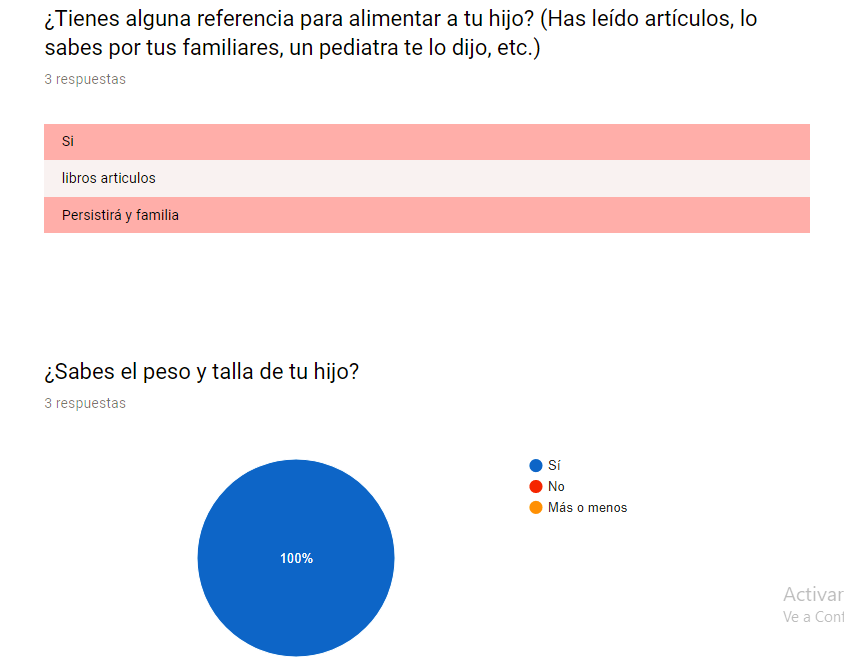 ¿Tienes alguna referencia para alimentar a tu hijo? (Has leído artículos, lo
sabes por tus familiares, un pediatra te lo dijo, etc.)
3 respuestas
Si
libros articulos
Persistirá y familia
¿Sabes el peso y talla de tu hijo?
3 respuestas
Sí
No
Más o menos
100%
Activar
Ve a Conf